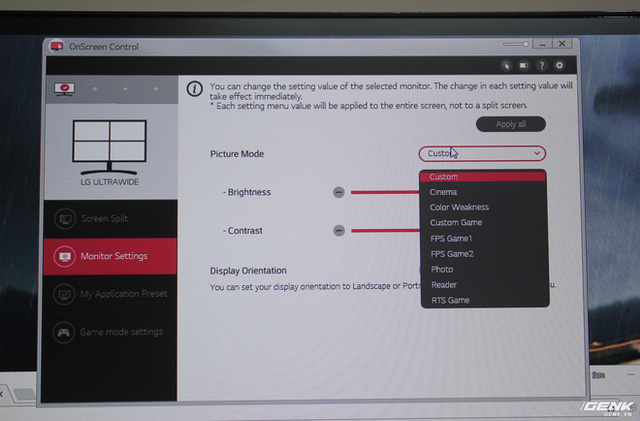 OnScreen Control
You can change the setting value of the selected monitor. The change in each setting value will
take effect immediately.
* Each setting menu value will be applied to the entire screen, not to a split screen.
Apply all
LG ULTRAWIDE
Screen Split
Monitor Settings
My Application Preset
Game mode settings
Picture Mode
Custo
Custom
Cinema
Color Weakness
Custom Game
FPS Game1
FPS Game2
Photo
Reader
RTS Game
- Brightness
- Contrast
Display Orientation
You can set your display orientation to Landscape or Portr
u.
GENK
GENK.VN